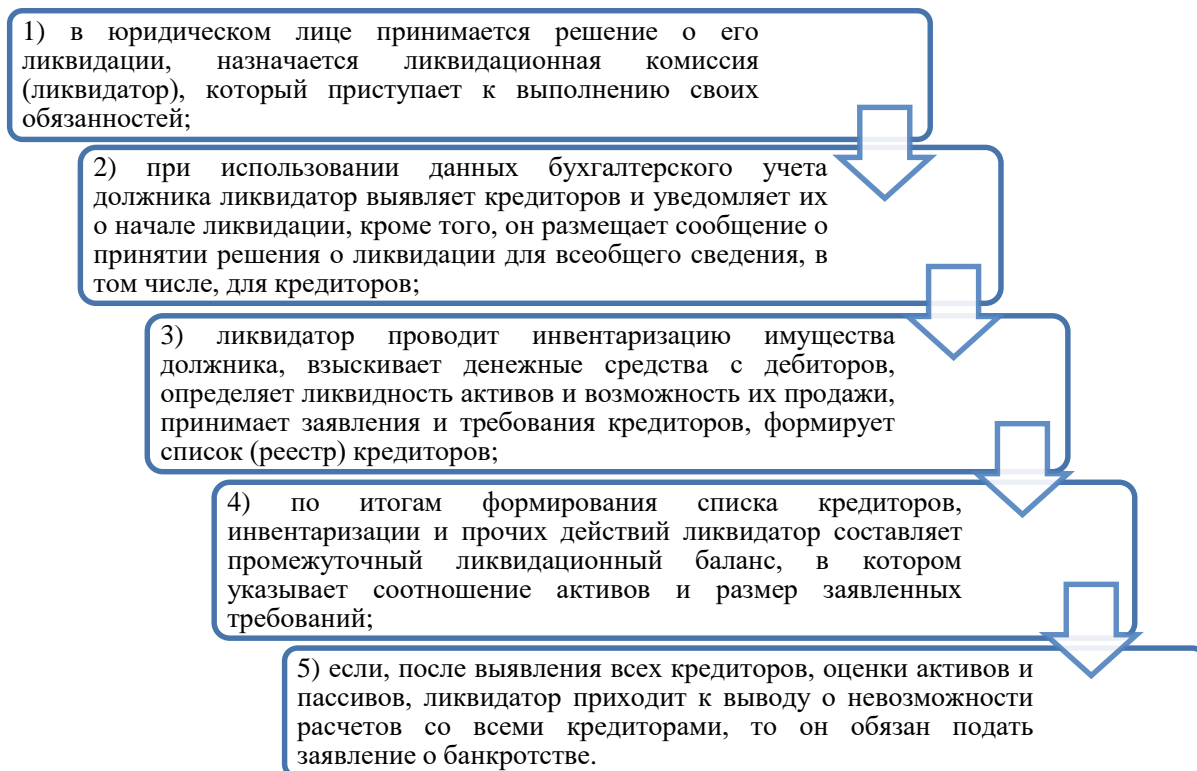 1) в юридическом лице принимается решение о его
ликвидации, назначается ликвидационная комиссия
(ликвидатор), который приступает к выполнению своих
обязанностей;
2) при использовании данных бухгалтерского учета
должника ликвидатор выявляет кредиторов и уведомляет их
о начале ликвидации, кроме того, он размещает сообщение о
принятии решения о ликвидации для всеобщего сведения, в
том числе, для кредиторов;
3) ликвидатор проводит инвентаризацию имущества
должника, взыскивает денежные средства с дебиторов,
определяет ликвидность активов и возможность их продажи,
принимает заявления и требования кредиторов, формирует
список (реестр) кредиторов;
4) по итогам формирования списка кредиторов,
инвентаризации и прочих действий ликвидатор составляет
промежуточный ликвидационный баланс, в котором
указывает соотношение активов и размер заявленных
требований;
5) если, после выявления всех кредиторов, оценки активов и
пассивов, ликвидатор приходит к выводу о невозможности
расчетов со всеми кредиторами, то он обязан подать
заявление о банкротстве.